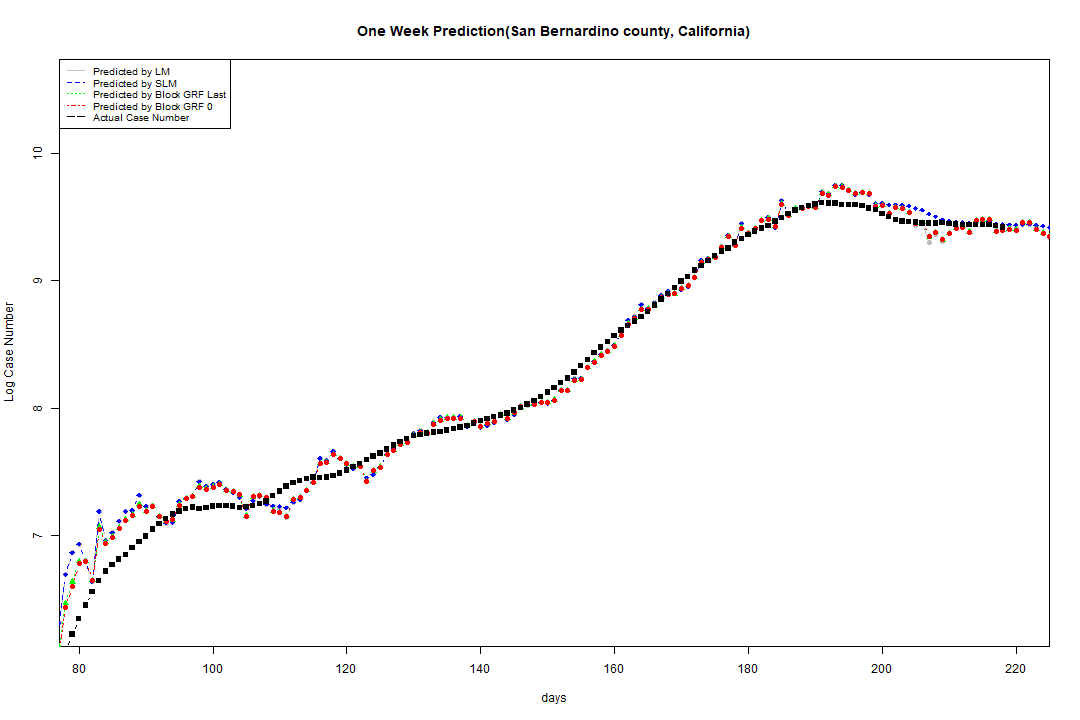 One Week Prediction(San Bernardino county, California)
Predicted by LM
Predicted by SLM
Predicted by Block GRF Last
Predicted by Block GRF 0
Actual Case Number
10
9
8
7
Log Case Number
80 100 120 140 160 180 200 220
days